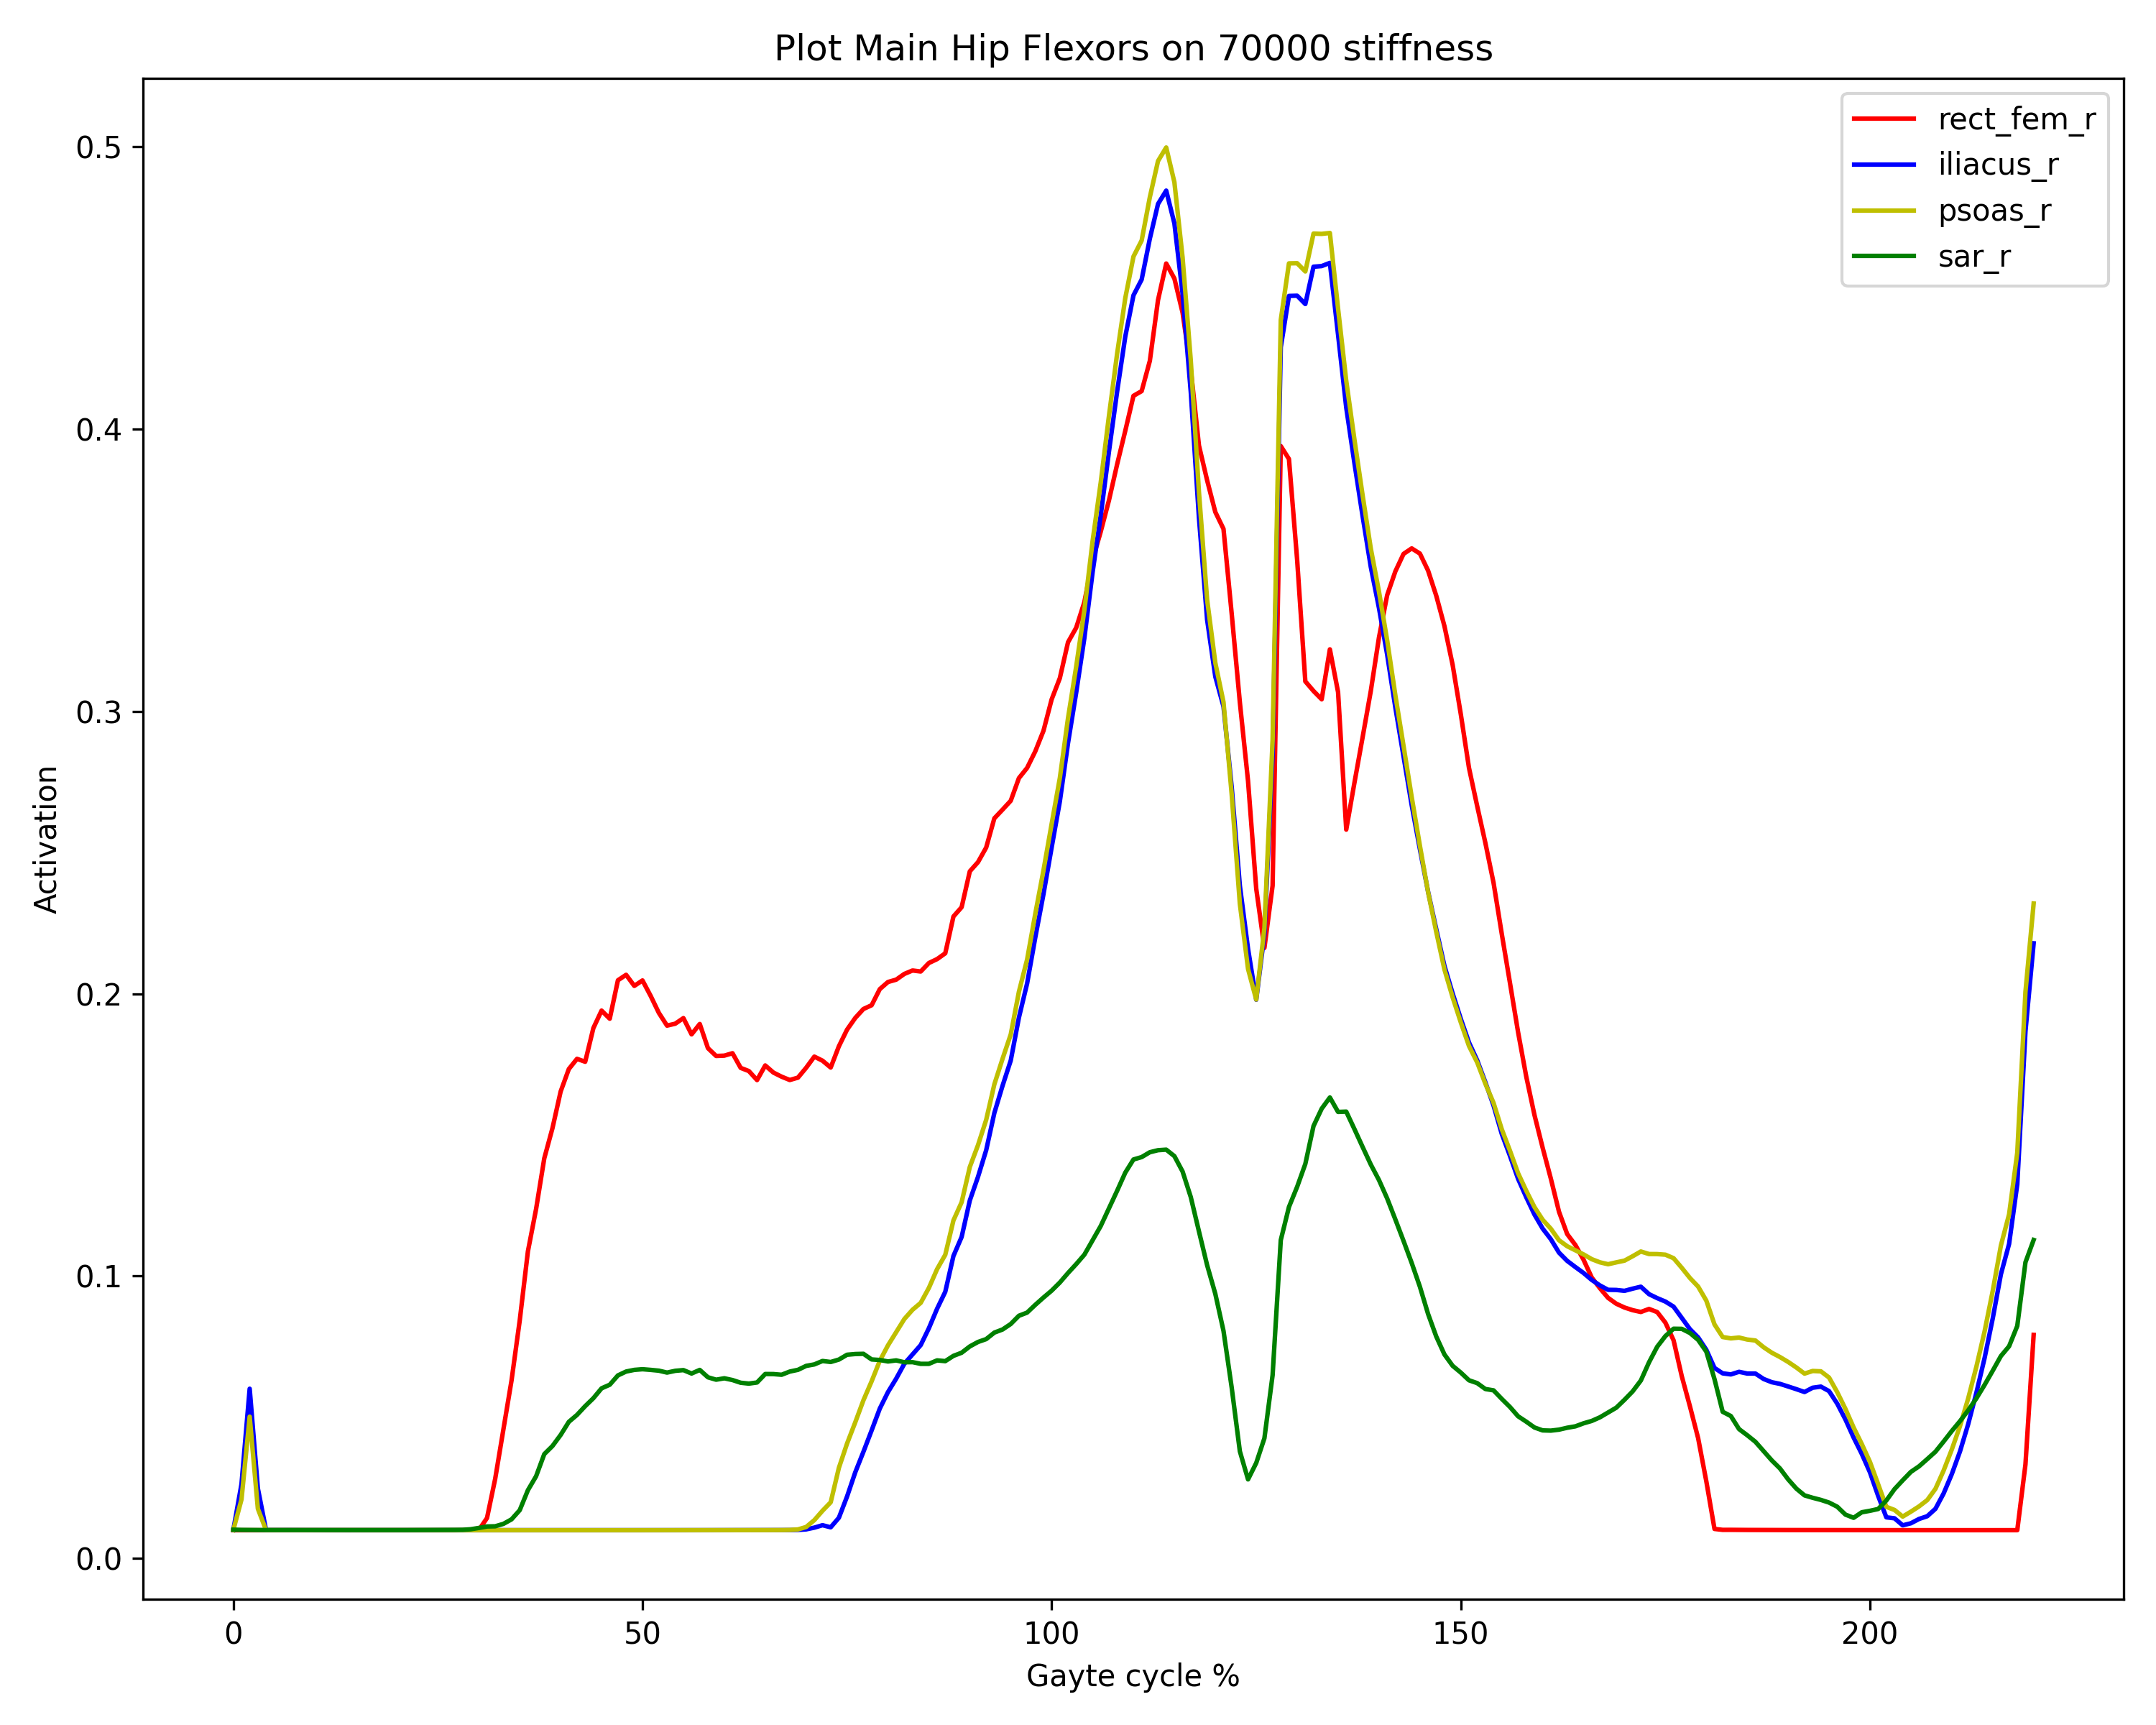 Plot Main Hip Flexors on 70000 stiffness
rect_fem_r
iliacus_r
psoas_r
sar_r
0.5
0.4
0.3
0.2
0.1
0.0
Activation
0 50 100 150 200
Gayte cycle %